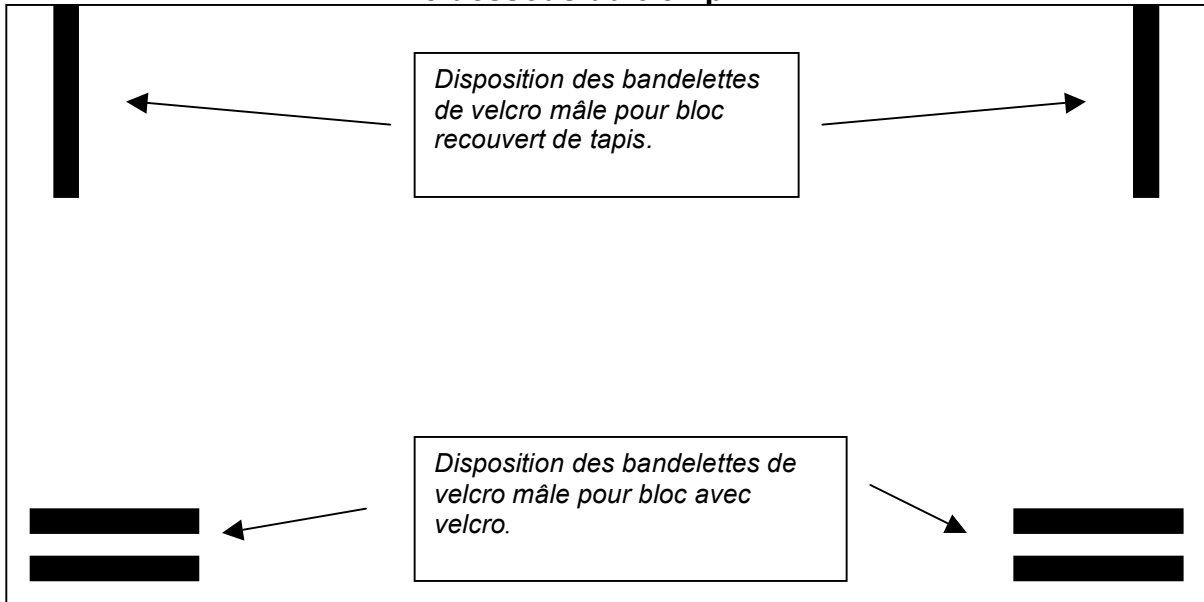 Disposition des bandelettes
de velcro mâle pour bloc
recouvert de tapis.
Disposition des bandelettes de
velcro mâle pour bloc avec
velcro.